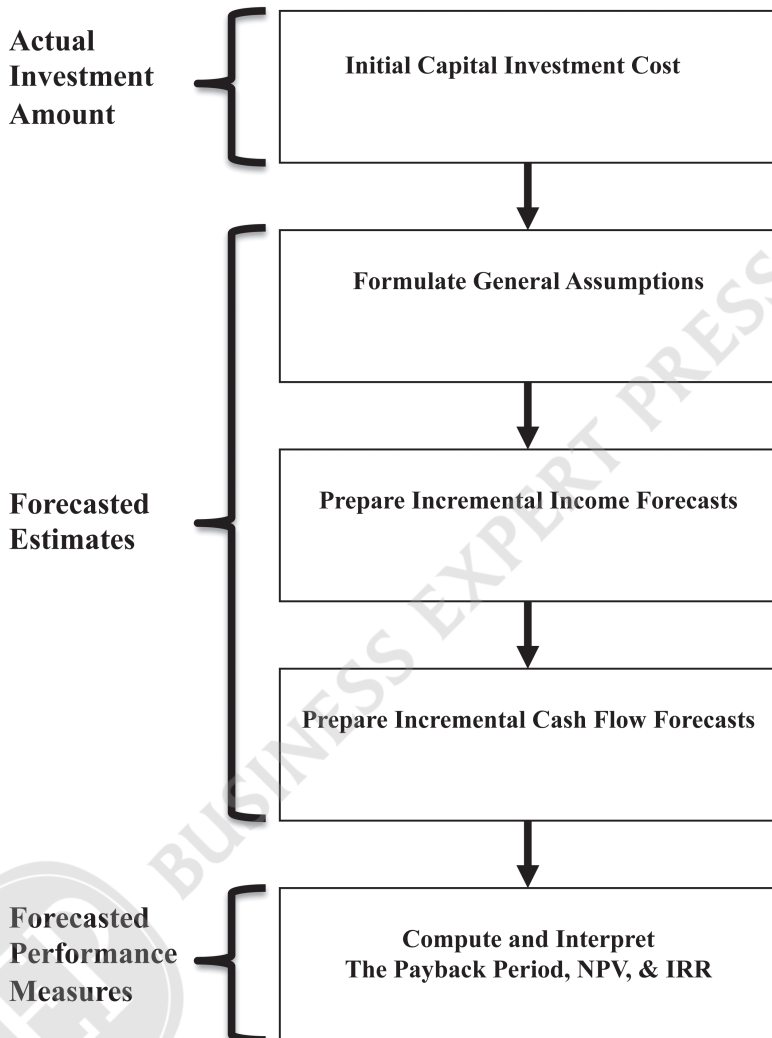 Actual
Investment
Amount
Initial Capital Investment Cost
Formulate General Assumptions
Forecasted
Estimates
Prepare Incremental Income Forecasts
Prepare Incremental Cash Flow Forecasts
Forecasted
Performance
Measures
Compute and Interpret
The Payback Period, NPV, & IRR
BUSINESS EXPERT PRESS